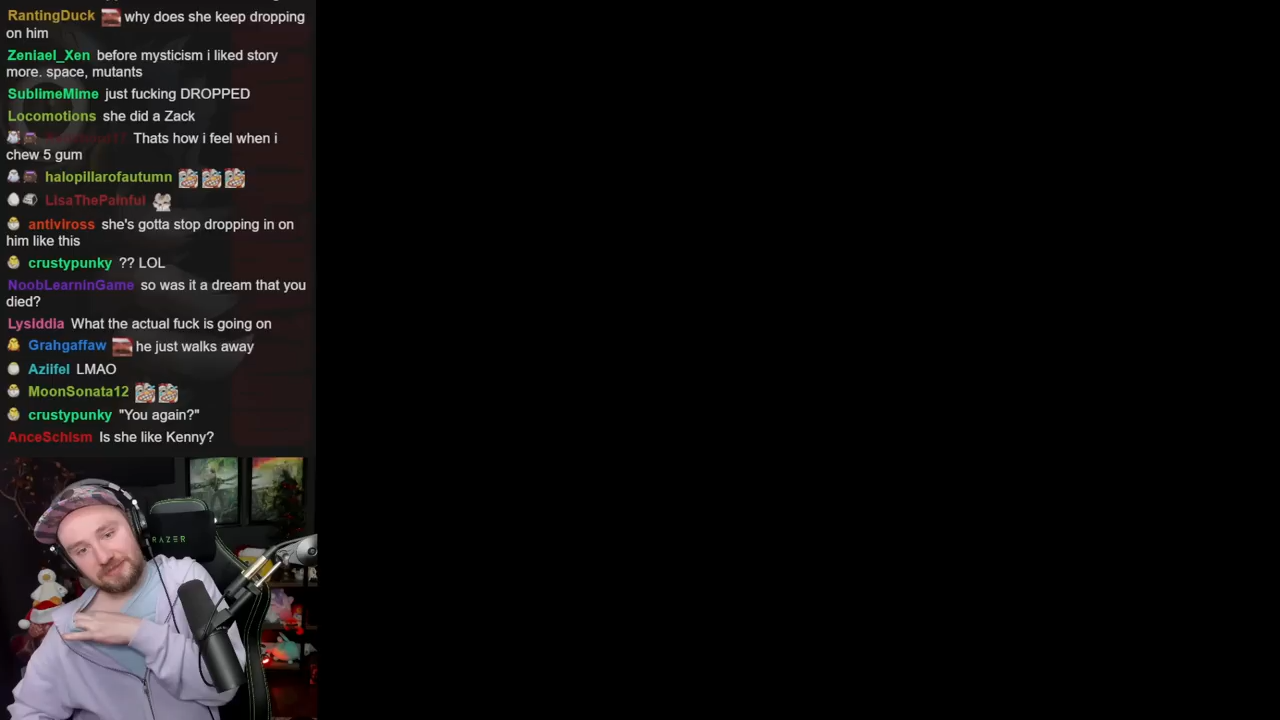 RantingDuck why does she keep dropping
on him
Zeniael_Xen before mysticism i liked story
more. space, mutants
SublimeMime just fucking DROPPED
Locomotions she did a Zack
Thats how i feel when i
chew 5 gum
halopillarofautumn
LisaThePainful
antiviross she's gotta stop dropping in on
him like this
crustypunky ?? LOL
NoobLearninGame so was it a dream that you
died?
Lysiddia What the actual fuck is going on
Grahgaffaw he just walks away
Aziifel LMAO
MoonSonata12
crustypunky "You again?"
AnceSchism Is she like Kenny?
RAZER